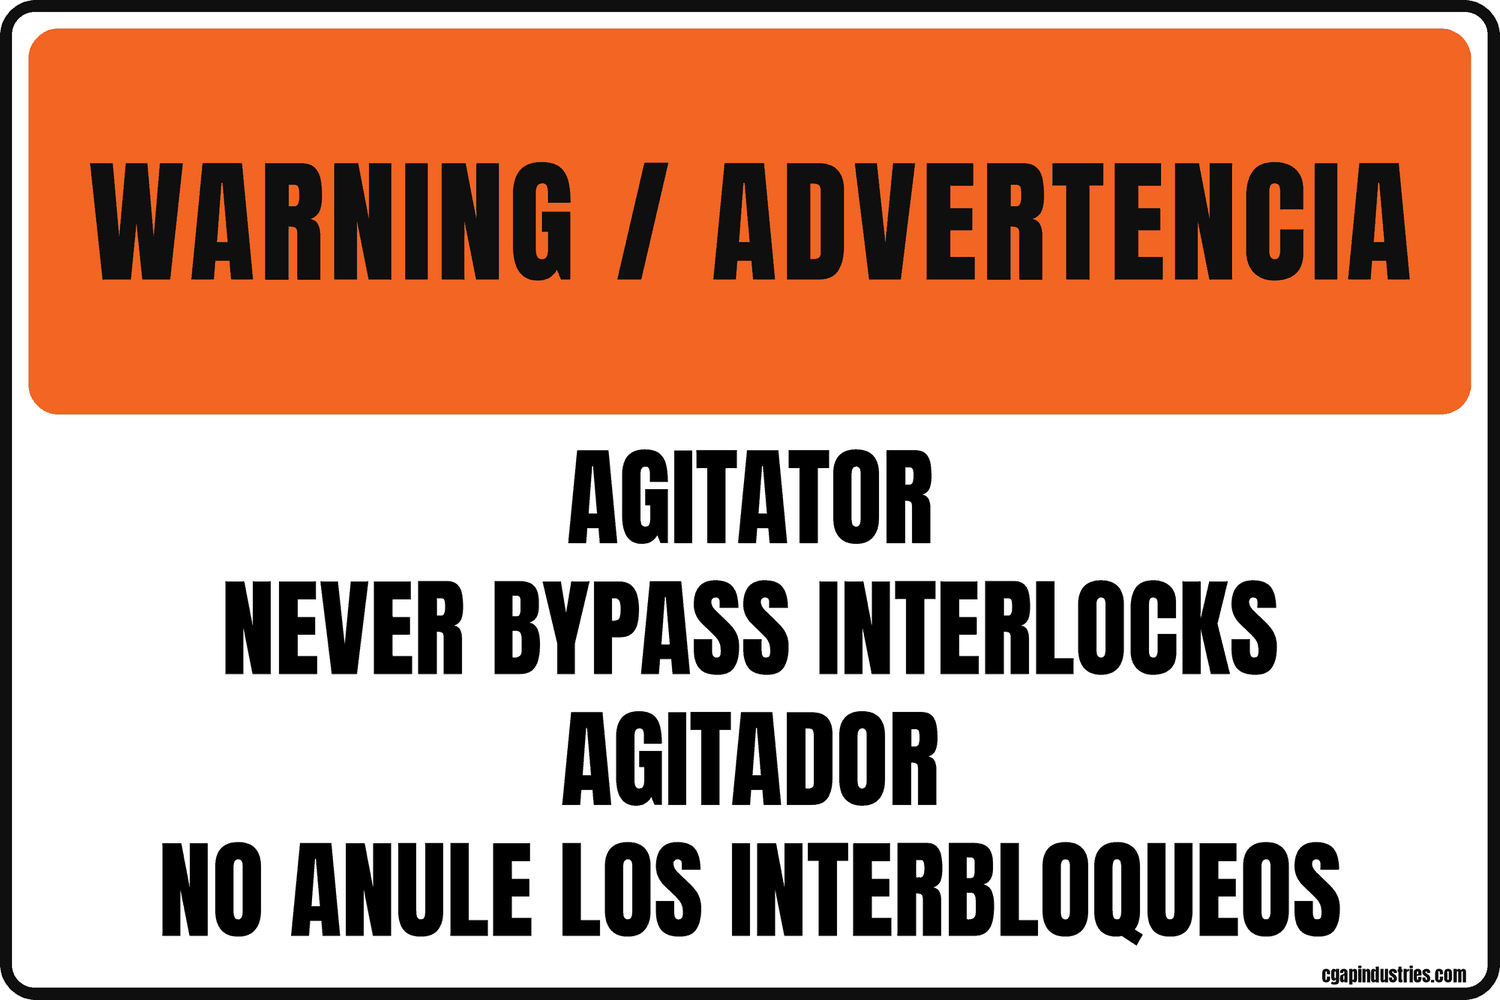 WARNING / ADVERTENCIA
AGITATOR
NEVER BYPASS INTERLOCKS
AGITADOR
NO ANULE LOS INTERBLOQUEOS
cgapindustries.com